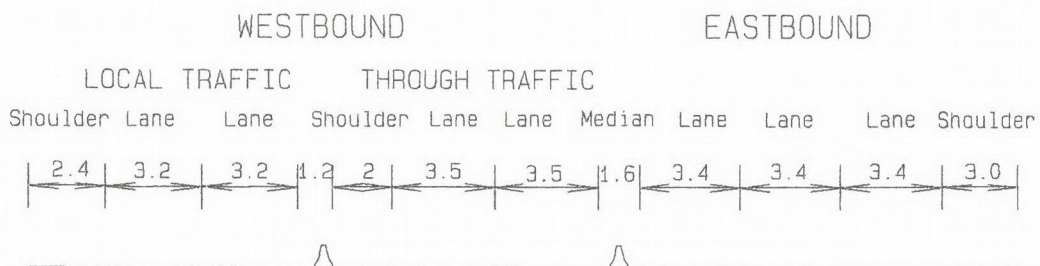 WESTBOUND EASTBOUND
LOCAL TRAFFIC THROUGH TRAFFIC
Shoulder Lane Lane Shoulder Lane Lane Median Lane Lane Lane Shoulder
2.4 3.2 3.2 1.2 2 3.5 3.5 1.6 3.4 3.4 3.4 3.0